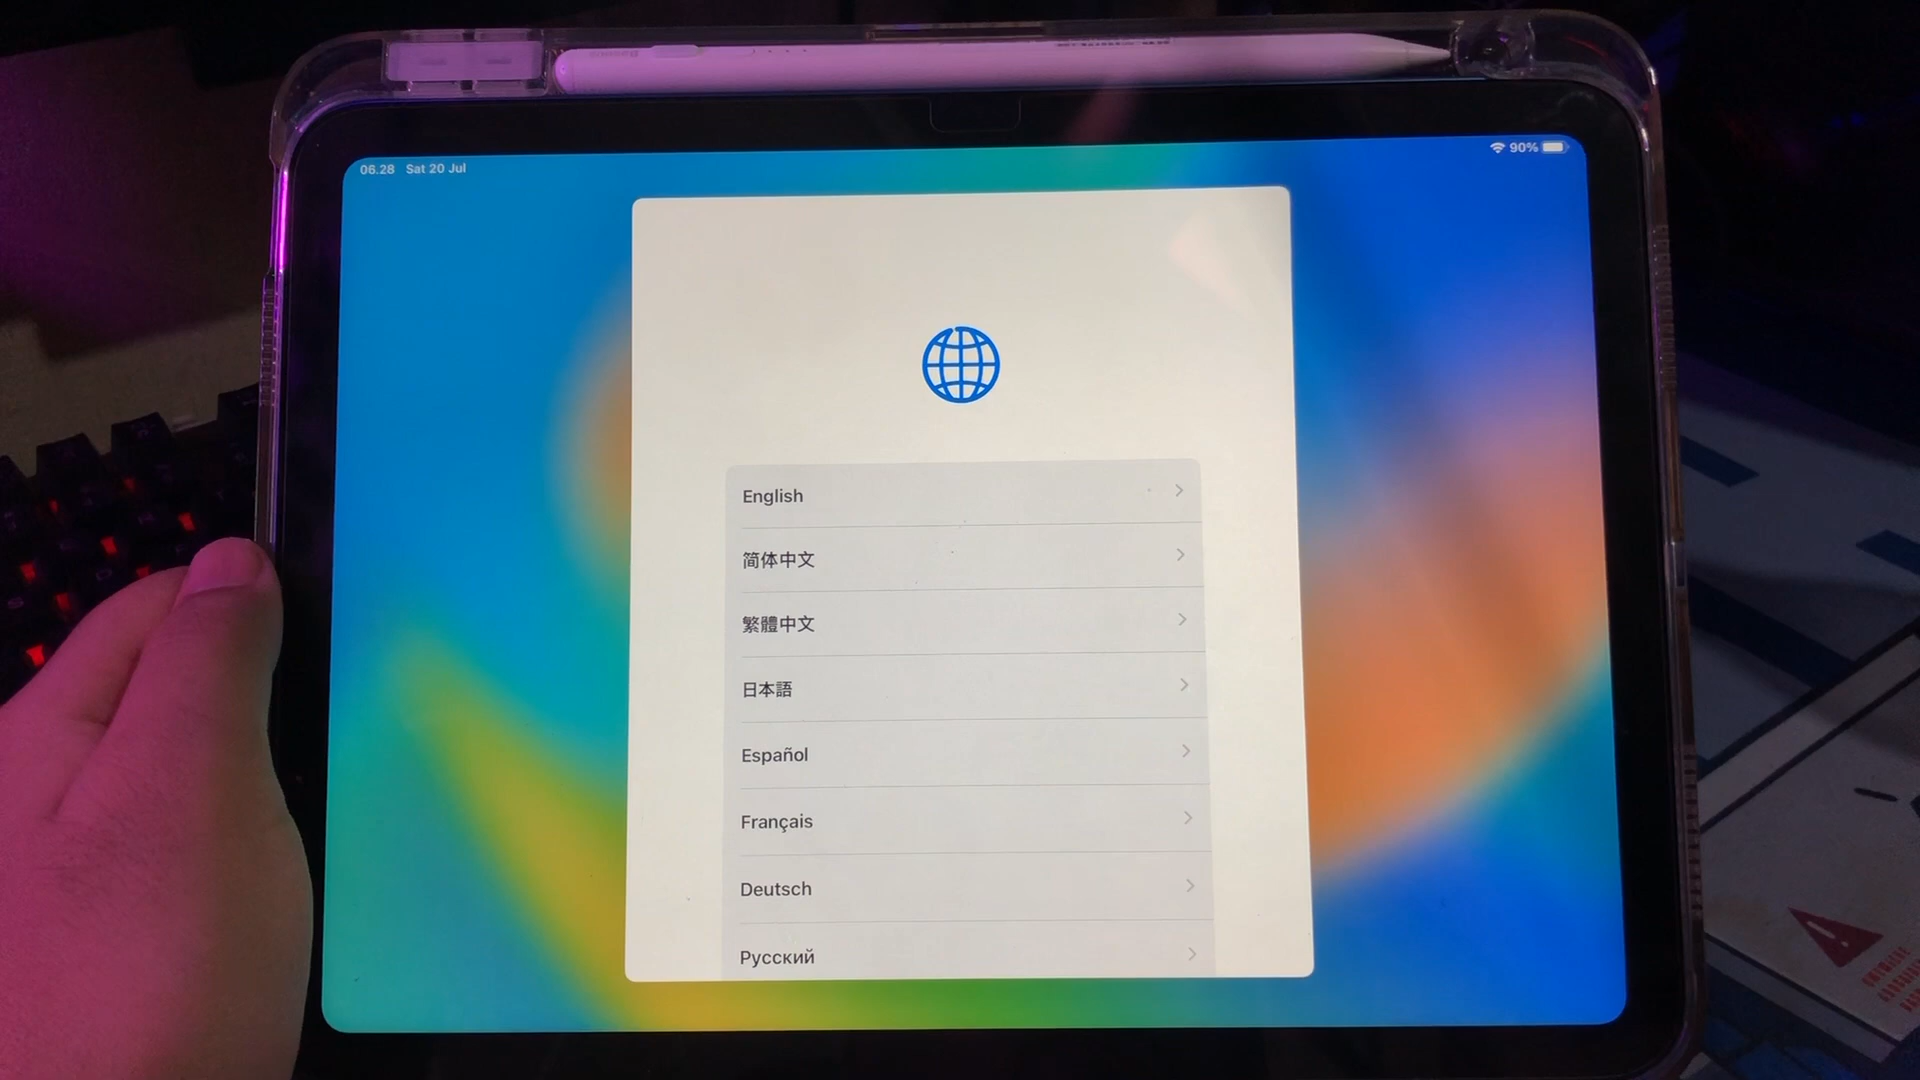 06.28 Sat 20 Jul
90%
English
简体中文
繁體中文
日本語
Español
Français
Deutsch
Русский